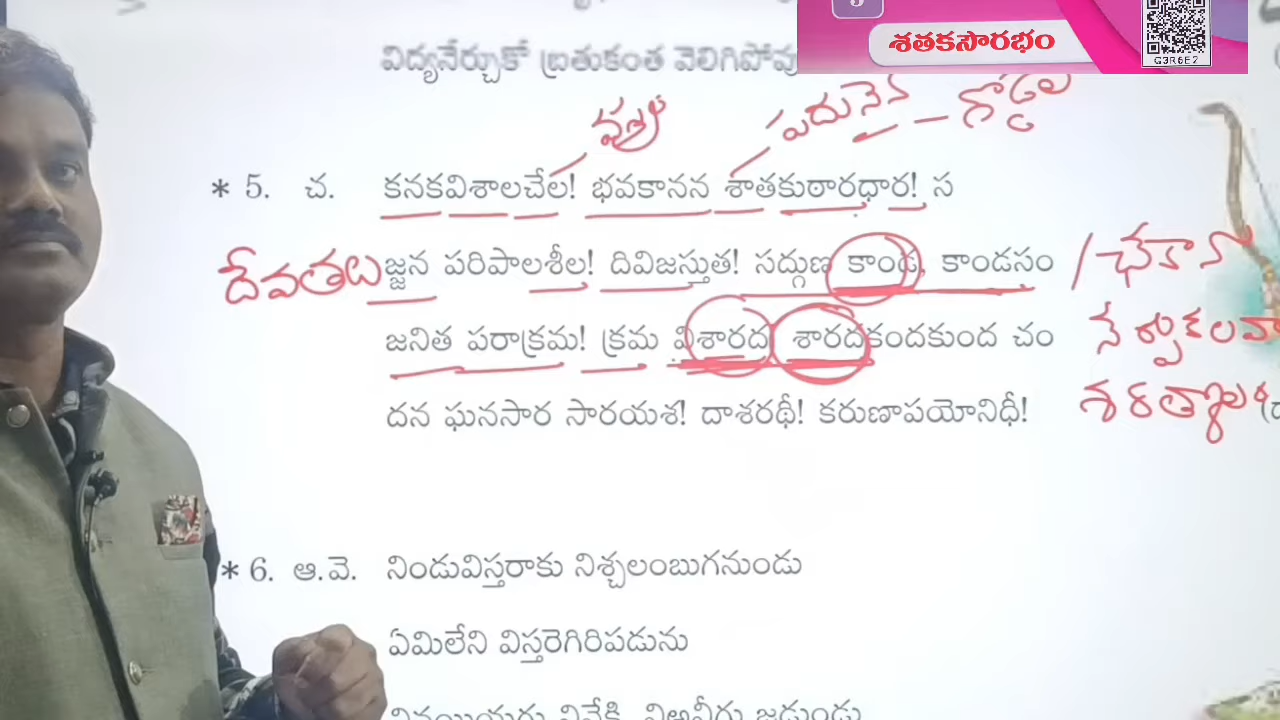 శతకసౌరభం
G3R6E2
విద్యనేర్చుకో బ్రతుకంత వెలిగిపోవు
పదునైన – గొడ్డలి
* 5. చ. కనకవిశాలచేల! భవకానన శాతకుఠారధార! స
దేవతలు జ్జన పరిపాలశీల! దివిజస్తుత! సద్గుణ కాండ, కాండసం
జనిత పరాక్రమ! క్రమ విశారద శారదకందకుంద చం
నేర్పుకలవా
దన ఘనసార సారయశ! దాశరథీ! కరుణాపయోనిధీ!
* 6. ఆ.వె. నిండువిస్తరాకు నిశ్చలంబుగనుండు
ఏమిలేని విస్తరెగిరిపడును